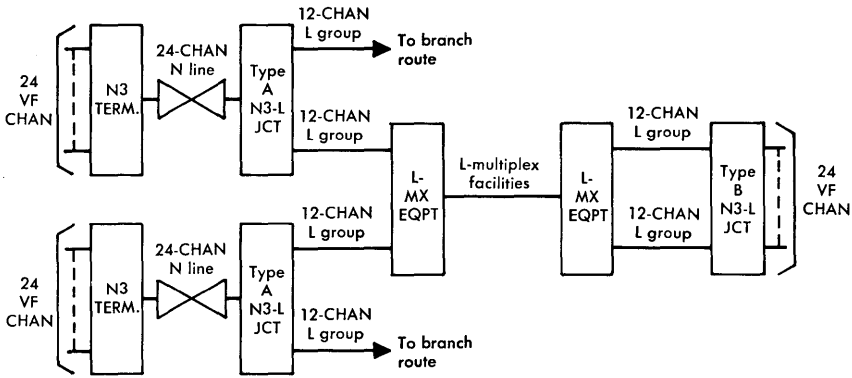 12-CHAN
L group
To branch
route
24-CHAN
N line
24
VF
CHAN
N3
TERM.
Type
A
N3-L
JCT
12-CHAN
L group
L-
MX
EQPT
L-multiplex
facilities
L-
MX
EQPT
12-CHAN
L group
Type
B
N3-L
JCT
24
VF
CHAN
12-CHAN
L group
12-CHAN
L group
24-CHAN
N line
24
VF
CHAN
N3
TERM.
Type
A
N3-L
JCT
12-CHAN
L group
To branch
route